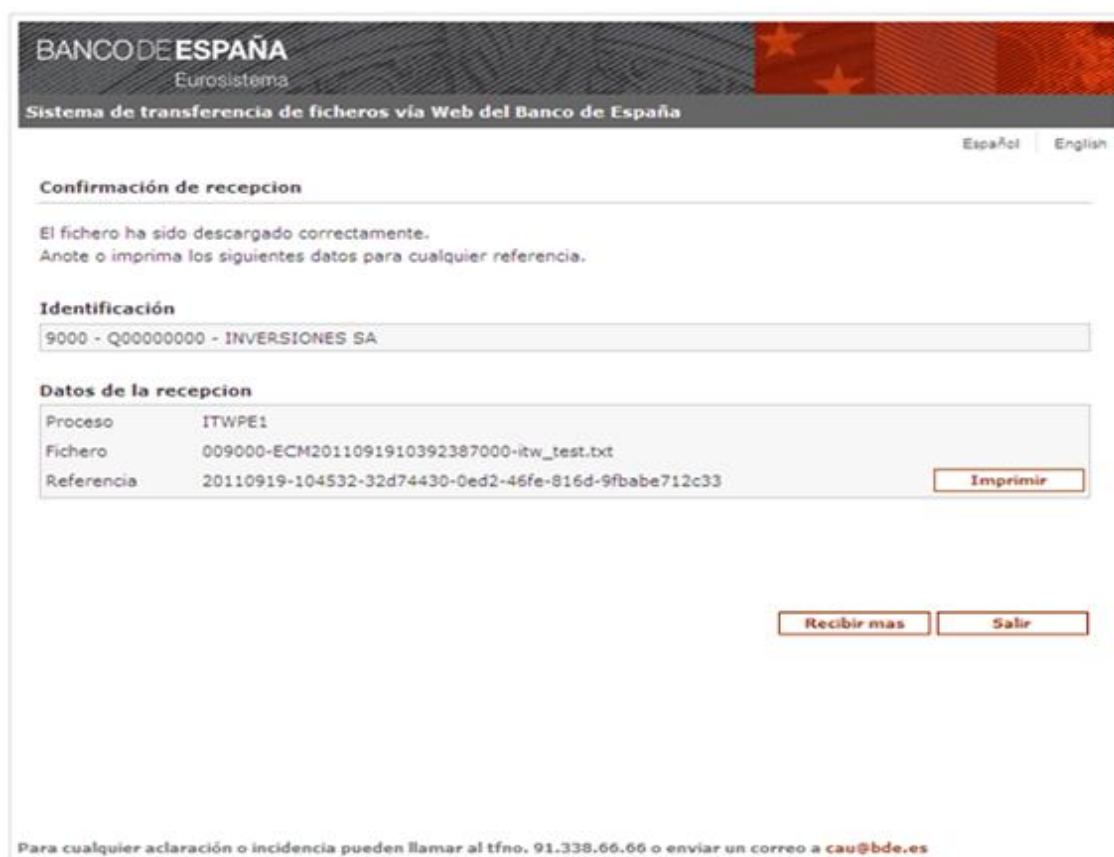 BANCODEESPAÑA
Eurosistema
Sistema de transferencia de ficheros vía Web del Banco de España
Español English
Confirmación de recepcion
El fichero ha sido descargado correctamente.
Anote o imprima los siguientes datos para cualquier referencia.
Identificación
9000 - Q00000000 - INVERSIONES SA
Datos de la recepcion
Proceso ITWPE1
Fichero 009000-ECM2011091910392387000-itw_test.txt
Referencia 20110919-104532-32d74430-0ed2-46fe-816d-9fbabe712c33 Imprimir
Recibir mas Salir
Para cualquier aclaración o incidencia pueden llamar al tfno. 91.338.66.66 o enviar un correo a cau@bde.es